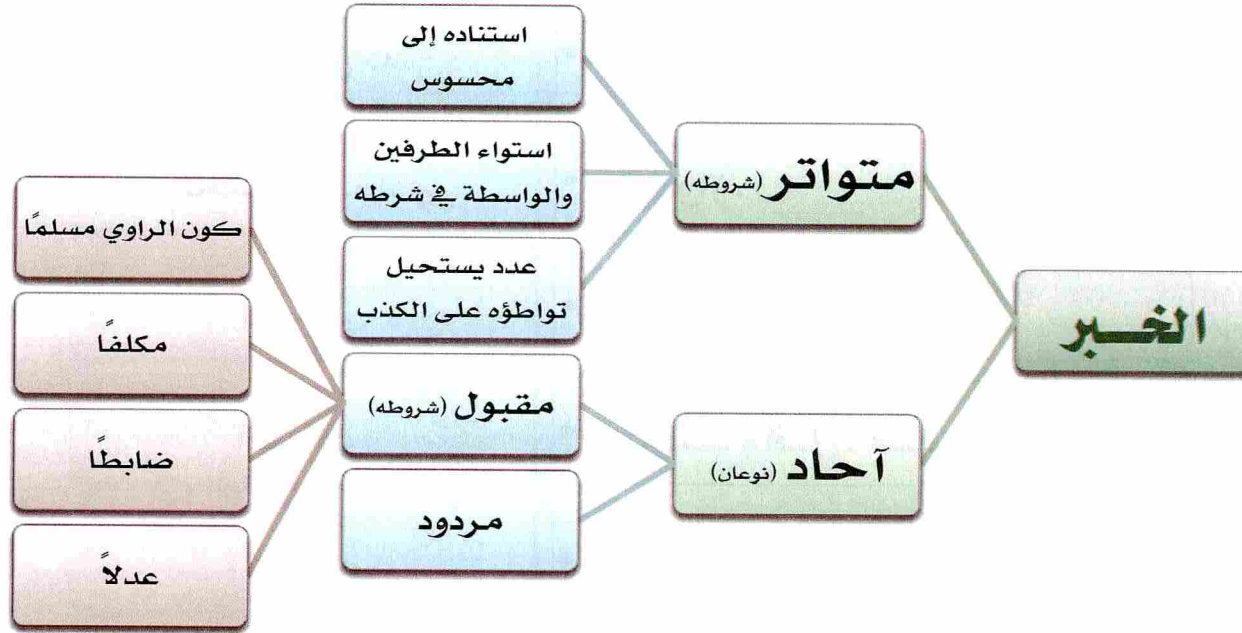 الخــبر
متواتر (شروطه)
استناده إلى
محسوس
استواء الطرفين
والواسطة في شرطه
عدد يستحيل
تواطؤه على الكذب
آحاد (نوعان)
مقبول (شروطه)
كون الراوي مسلمًا
مكلفًا
ضابطًا
عدلاً
مردود